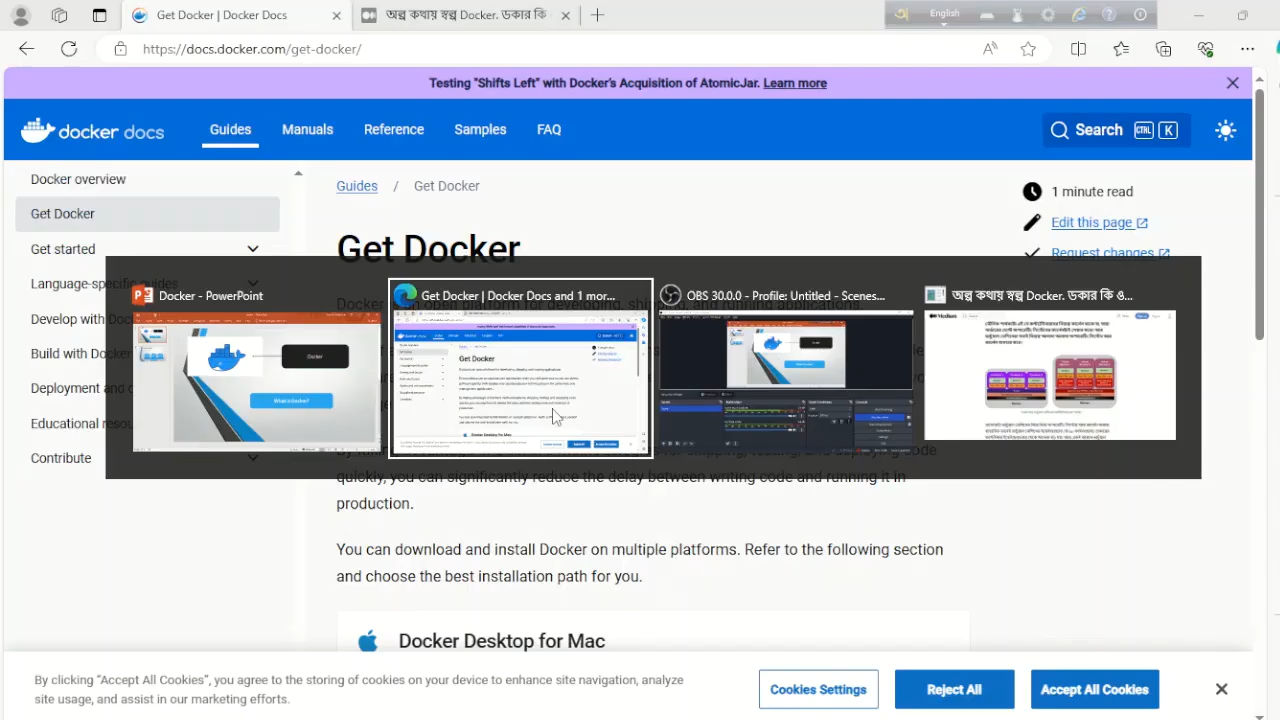 Get Docker | Docker Docs
অল্প কথায় স্বল্প Docker. ডকার কি
English
https://docs.docker.com/get-docker/
Testing "Shifts Left" with Docker's Acquisition of AtomicJar. Learn more
docker docs
Guides
Manuals
Reference
Samples
FAQ
Search CTRL K
Docker overview
Get Docker
Get started
Develop with
Build with Docker
Deployment and
Educational
Contribute
Guides / Get Docker
1 minute read
Edit this page
Request changes
Get Docker
Docker - PowerPoint
Get Docker | Docker Docs and 1 mor...
OBS 30.0.0 - Profile: Untitled - Scenes...
অল্প কথায় স্বল্প Docker. ডকার কি ও...
Docker
What is Docker?
Get Docker
quickly, you can significantly reduce the delay between writing code and running it in
production.
You can download and install Docker on multiple platforms. Refer to the following section
and choose the best installation path for you.
Docker Desktop for Mac
By clicking "Accept All Cookies", you agree to the storing of cookies on your device to enhance site navigation, analyze
site usage, and assist in our marketing efforts.
Cookies Settings
Reject All
Accept All Cookies